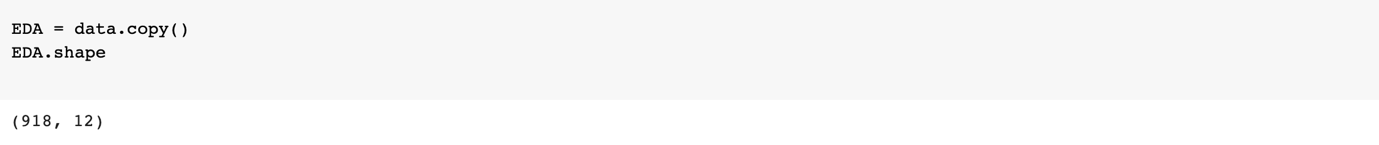 EDA = data.copy()
EDA.shape
(918, 12)